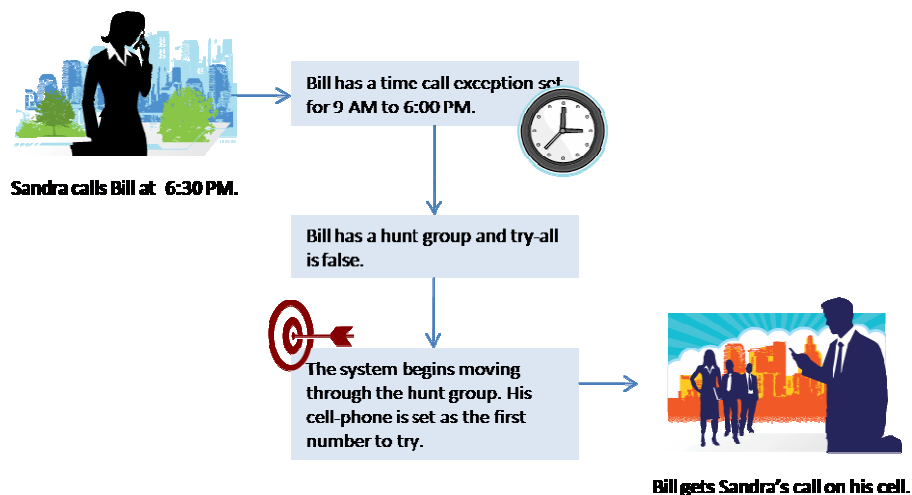 Bill has a time call exception set
for 9 AM to 6:00 PM.
Sandra calls Bill at 6:30 PM.
Bill has a hunt group and try-all
is false.
The system begins moving
through the hunt group. His
cell-phone is set as the first
number to try.
Bill gets Sandra's call on his cell.